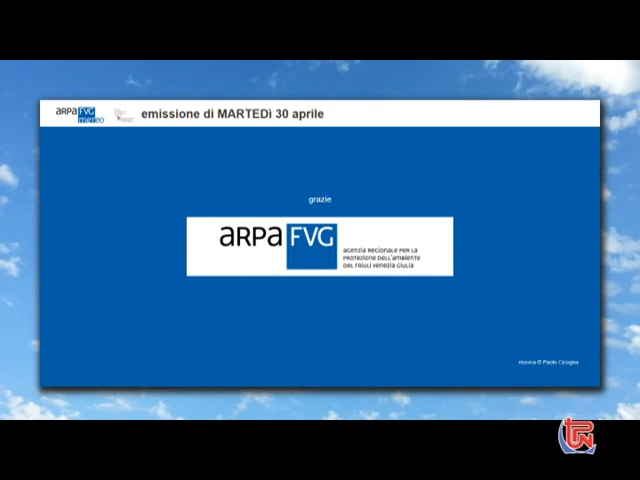 ARPA FVG
meteo
emissione di MARTEDì 30 aprile
grazie
ARPA FVG
AGENZIA REGIONALE PER LA
PROTEZIONE DELL'AMBIENTE
DEL FRIULI VENEZIA GIULIA
musica © Paolo Cicogna
TPN